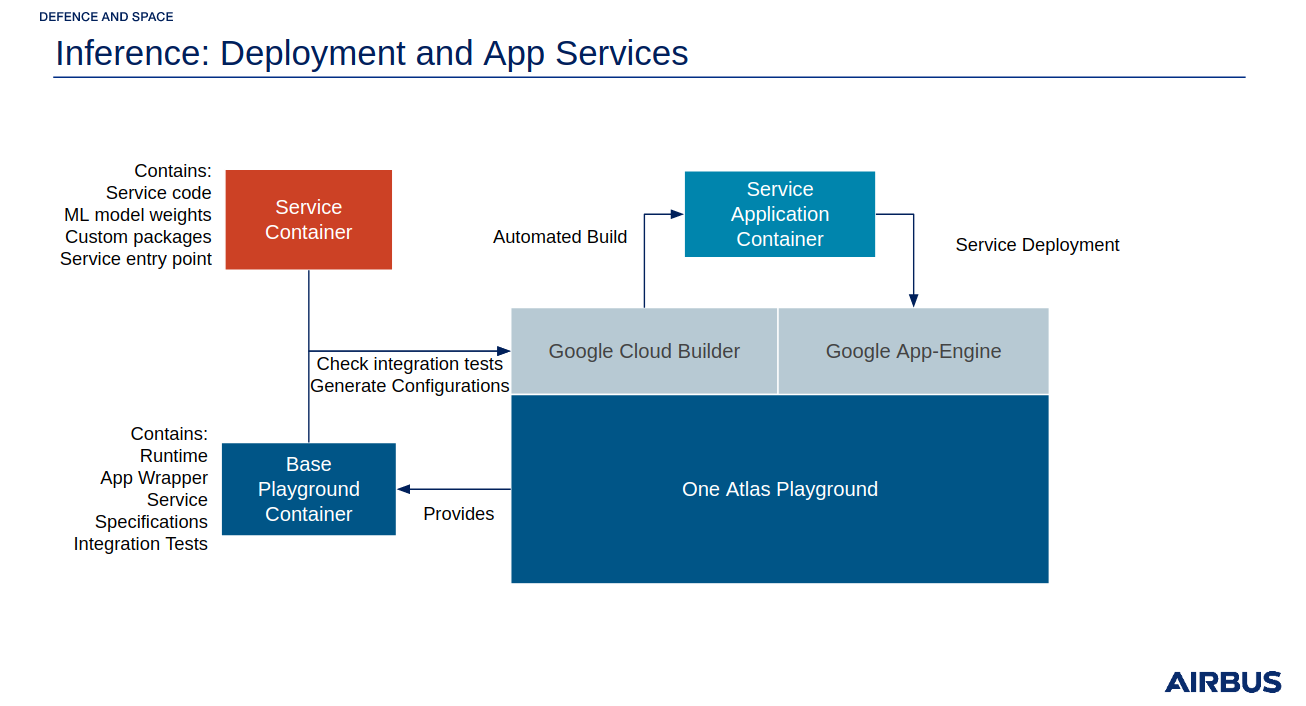 DEFENCE AND SPACE
Inference: Deployment and App Services
Contains:
Service code
ML model weights
Custom packages
Service entry point
Service
Container
Automated Build
Service
Application
Container
Service Deployment
Check integration tests
Generate Configurations
Google Cloud Builder
Google App-Engine
Contains:
Runtime
App Wrapper
Service
Specifications
Integration Tests
Base
Playground
Container
Provides
One Atlas Playground
AIRBUS